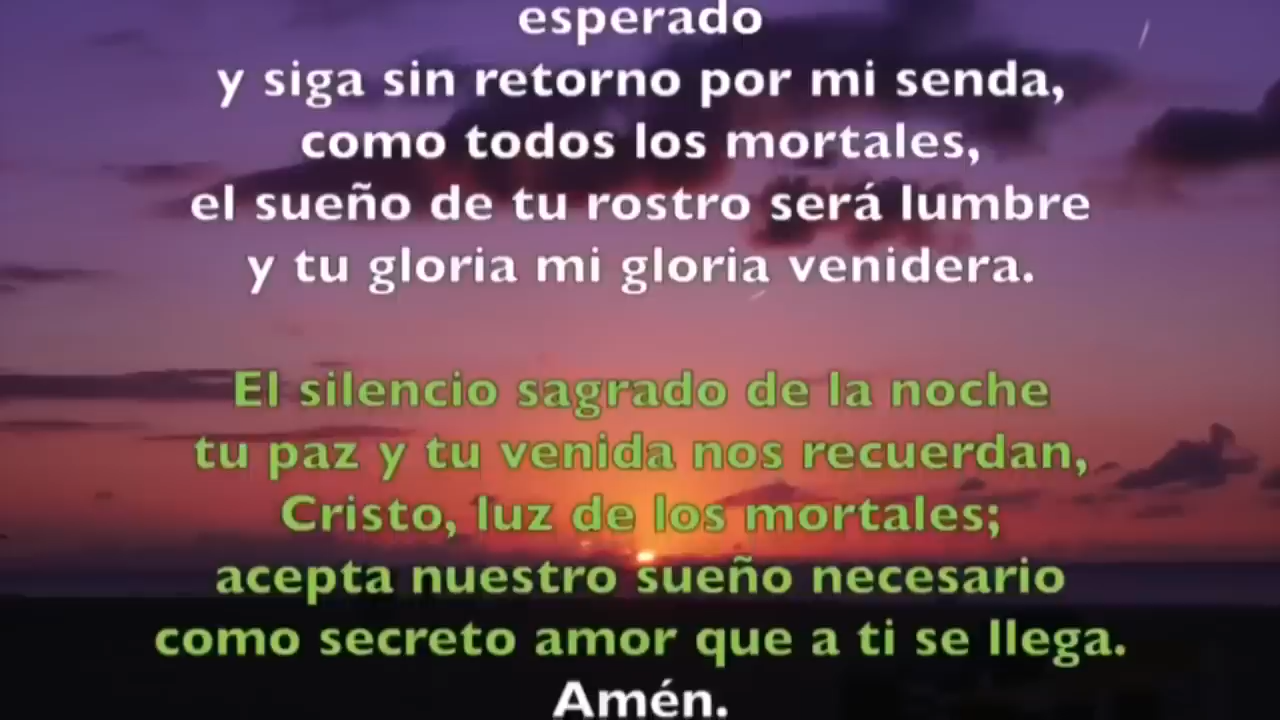 esperado
y siga sin retorno por mi senda,
como todos los mortales,
el sueño de tu rostro será lumbre
y tu gloria mi gloria venidera.
El silencio sagrado de la noche
tu paz y tu venida nos recuerdan,
Cristo, luz de los mortales;
acepta nuestro sueño necesario
como secreto amor que a ti se llega.
Amén.